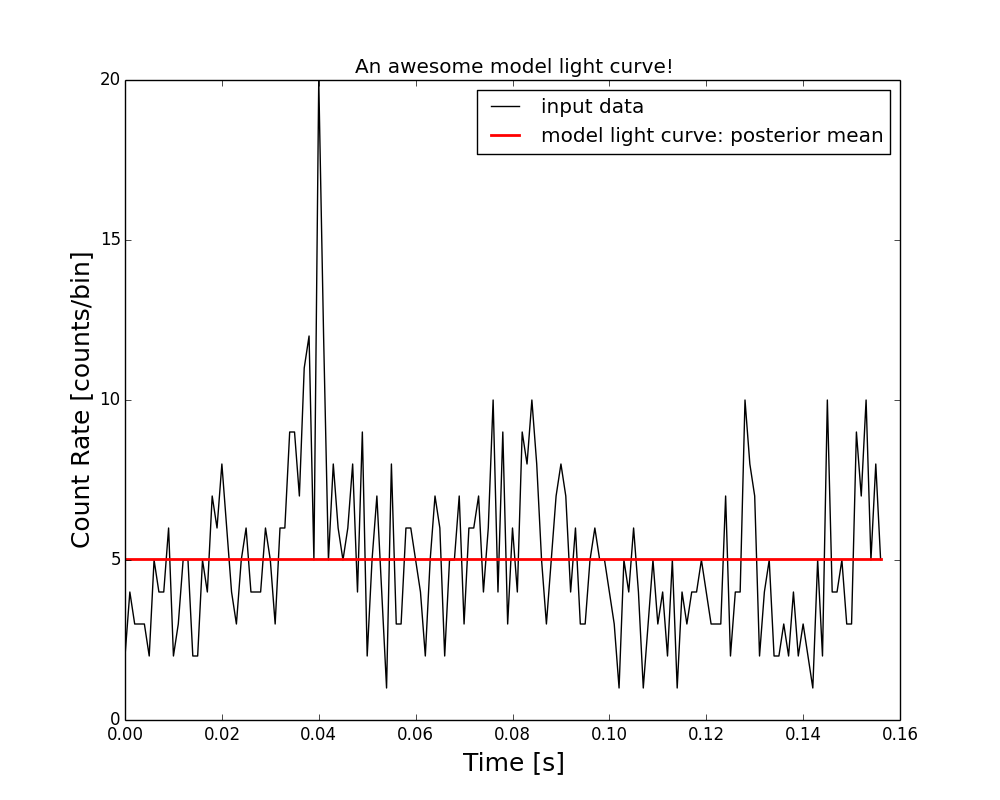 An awesome model light curve!
input data
model light curve: posterior mean
Count Rate [counts/bin]
20
15
10
5
0
0.00 0.02 0.04 0.06 0.08 0.10 0.12 0.14 0.16
Time [s]